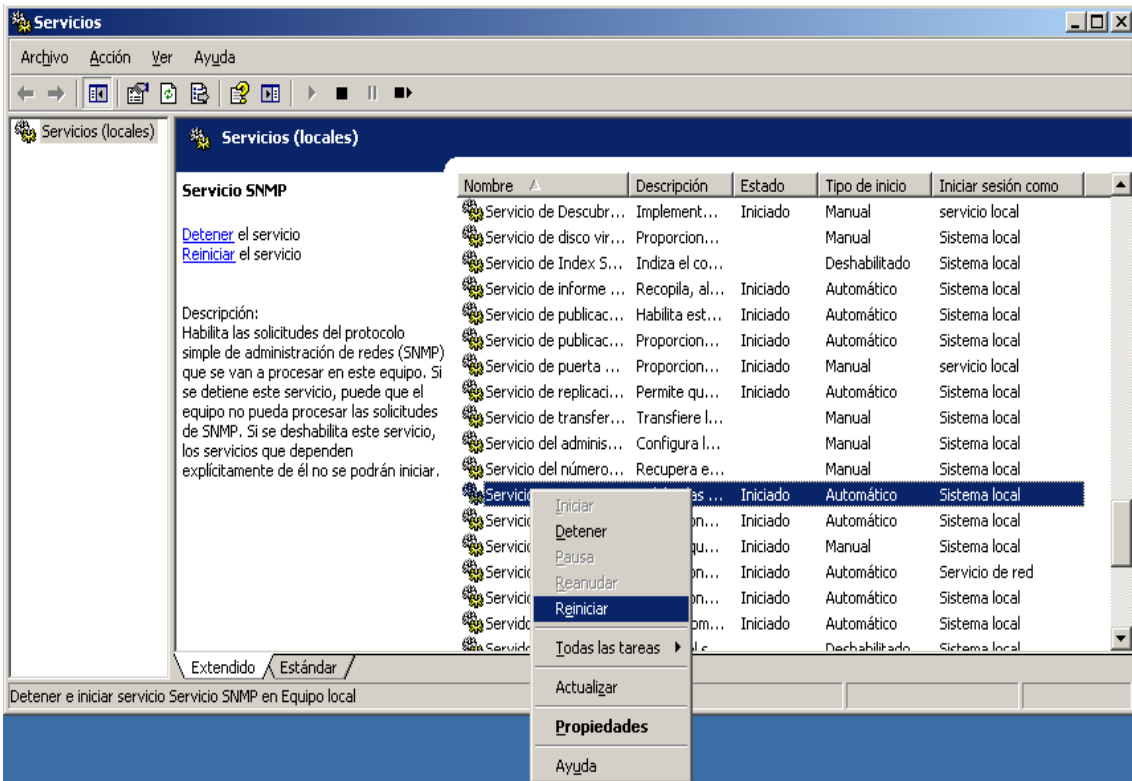 Servicios
Archivo Acción Ver Ayuda
Servicios (locales)
Servicios (locales)
Servicio SNMP
Detener el servicio
Reiniciar el servicio
Descripción:
Habilita las solicitudes del protocolo
simple de administración de redes (SNMP)
que se van a procesar en este equipo. Si
se detiene este servicio, puede que el
equipo no pueda procesar las solicitudes
de SNMP. Si se deshabilita este servicio,
los servicios que dependen
explícitamente de él no se podrán iniciar.
Nombre Descripción Estado Tipo de inicio Iniciar sesión como
Servicio de Descubr... Implement... Iniciado Manual servicio local
Servicio de disco vir... Proporcion... Manual Sistema local
Servicio de Index S... Indiza el co... Deshabilitado Sistema local
Servicio de informe ... Recopila, al... Iniciado Automático Sistema local
Servicio de publicac... Habilita est... Iniciado Automático Sistema local
Servicio de publicac... Proporcion... Iniciado Automático Sistema local
Servicio de puerta ... Proporcion... Iniciado Manual servicio local
Servicio de replicaci... Permite qu... Iniciado Automático Sistema local
Servicio de transfer... Transfiere l... Manual Sistema local
Servicio del adminis... Configura l... Manual Sistema local
Servicio del número... Recupera e... Manual Sistema local
Iniciado Automático Sistema local
Iniciado Automático Sistema local
Iniciado Manual Sistema local
Iniciado Automático Servicio de red
Iniciado Automático Sistema local
Iniciado Automático Sistema local
Deshabilitado Sistema local
Iniciar
Detener
Pausa
Reanudar
Reiniciar
Todas las tareas
Actualizar
Propiedades
Ayuda
Extendido Estándar
Detener e iniciar servicio Servicio SNMP en Equipo local